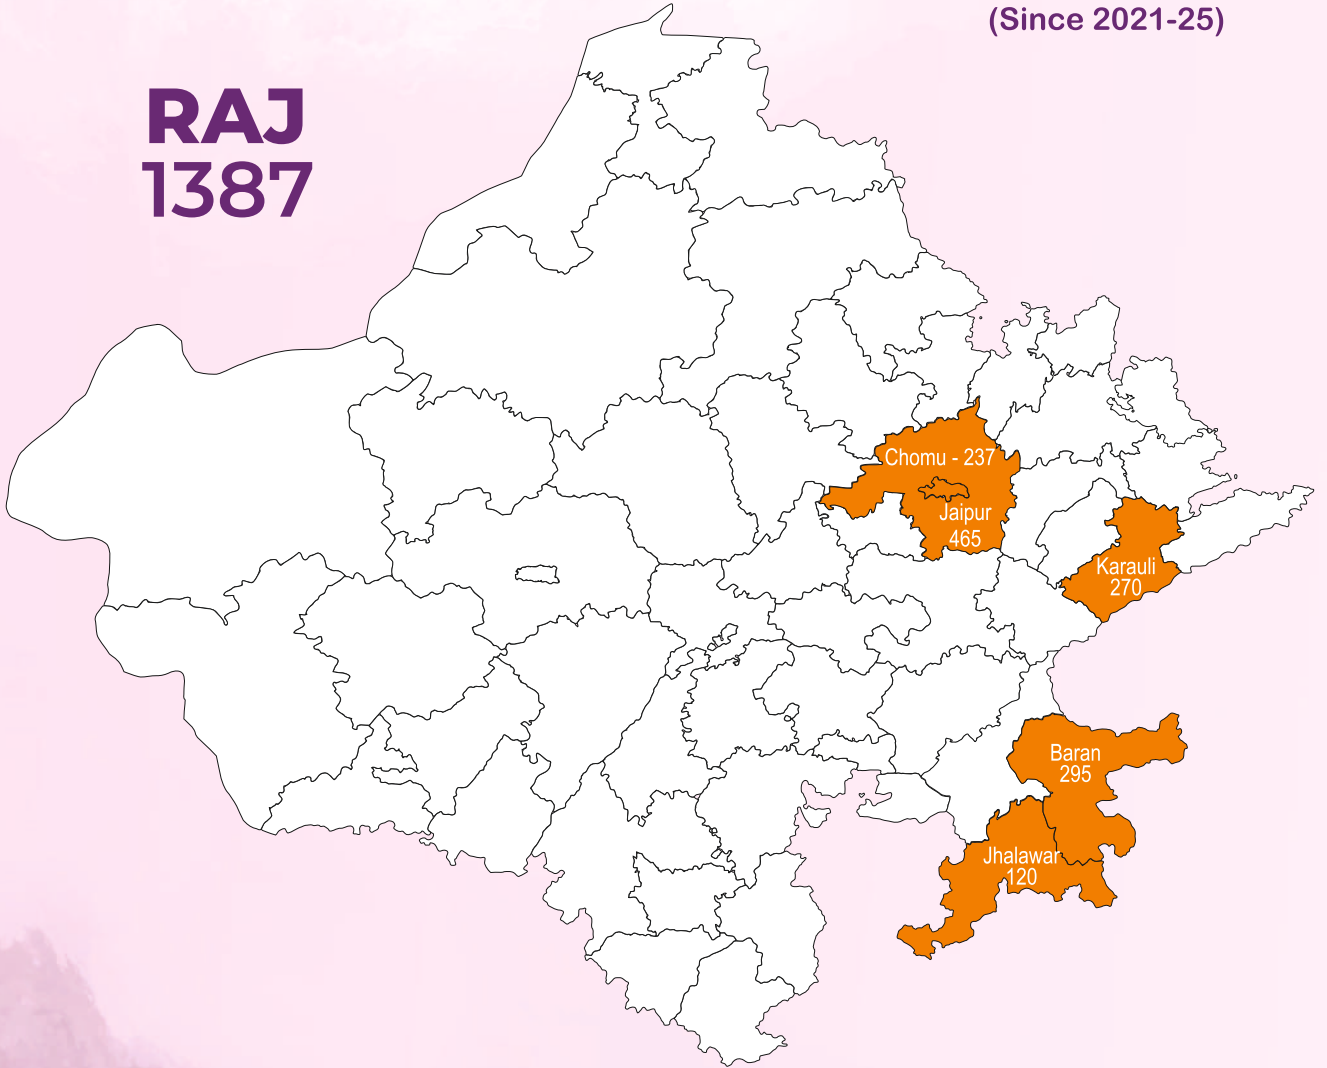 (Since 2021-25)
RAJ
1387
Chomu - 237
Jaipur
465
Karauli
270
Baran
295
Jhalawar
120